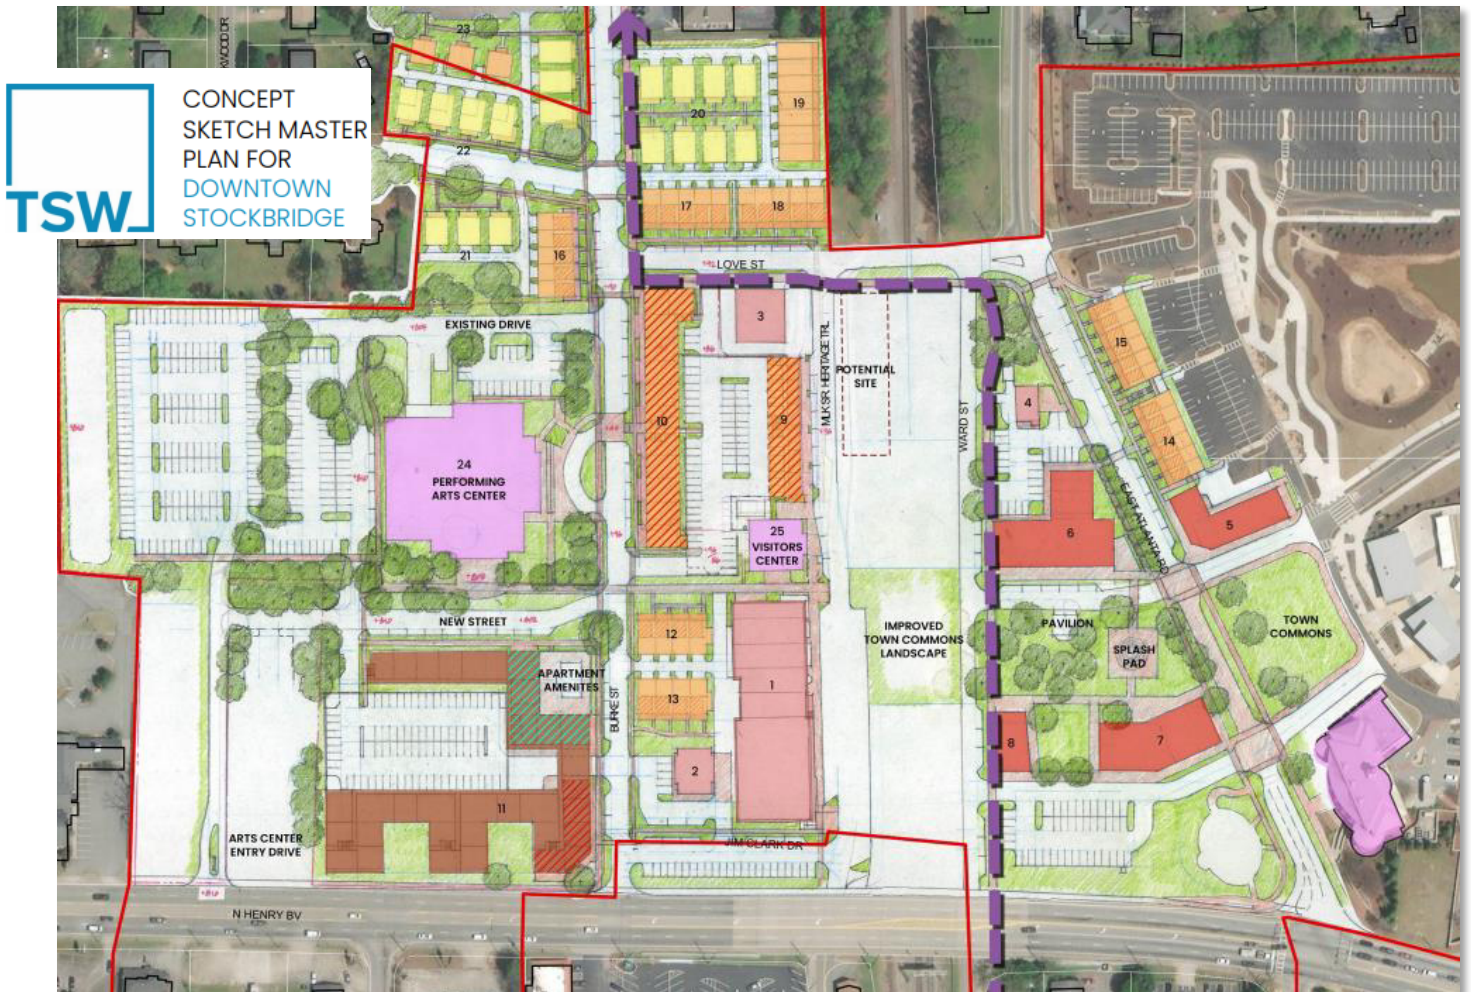 TSW
CONCEPT
SKETCH MASTER
PLAN FOR
DOWNTOWN
STOCKBRIDGE
23
22
21
20
19
17
18
16
LOVE ST
EXISTING DRIVE
3
MLK SR. HERITAGE TRL
POTENTIAL
SITE
WARD ST
15
4
14
10
9
24
PERFORMING
ARTS CENTER
EAST ATLANTA RD
5
6
25
VISITORS
CENTER
NEW STREET
12
IMPROVED
TOWN COMMONS
LANDSCAPE
PAVILION
SPLASH
PAD
TOWN
COMMONS
APARTMENT
AMENITES
BURKE ST
13
1
2
8
7
11
ARTS CENTER
ENTRY DRIVE
JIM CLARK DR
N HENRY BV